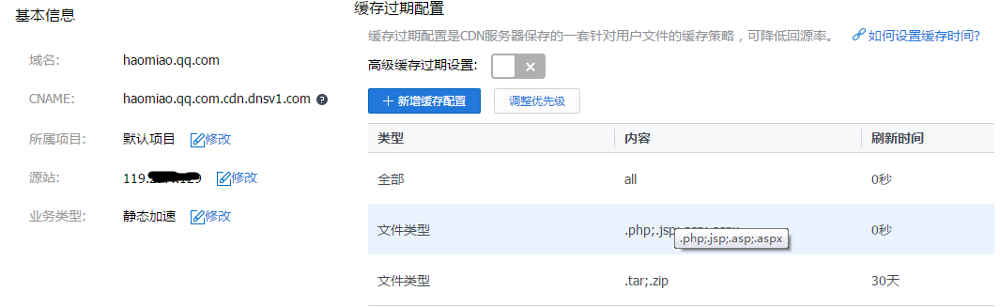 基本信息
域名: haomiao.qq.com
CNAME: haomiao.qq.com.cdn.dnsv1.com ?
所属项目: 默认项目 修改
源站: 119. 修改
业务类型: 静态加速 修改
缓存过期配置
缓存过期配置是CDN服务器保存的一套针对用户文件的缓存策略，可降低回源率。 如何设置缓存时间?
高级缓存过期设置:
+ 新增缓存配置 调整优先级
类型 内容 刷新时间
全部 all 0秒
文件类型 .php;.jsp;.asp;.aspx 0秒
.php;.jsp;.asp;.aspx
文件类型 .tar;.zip 30天